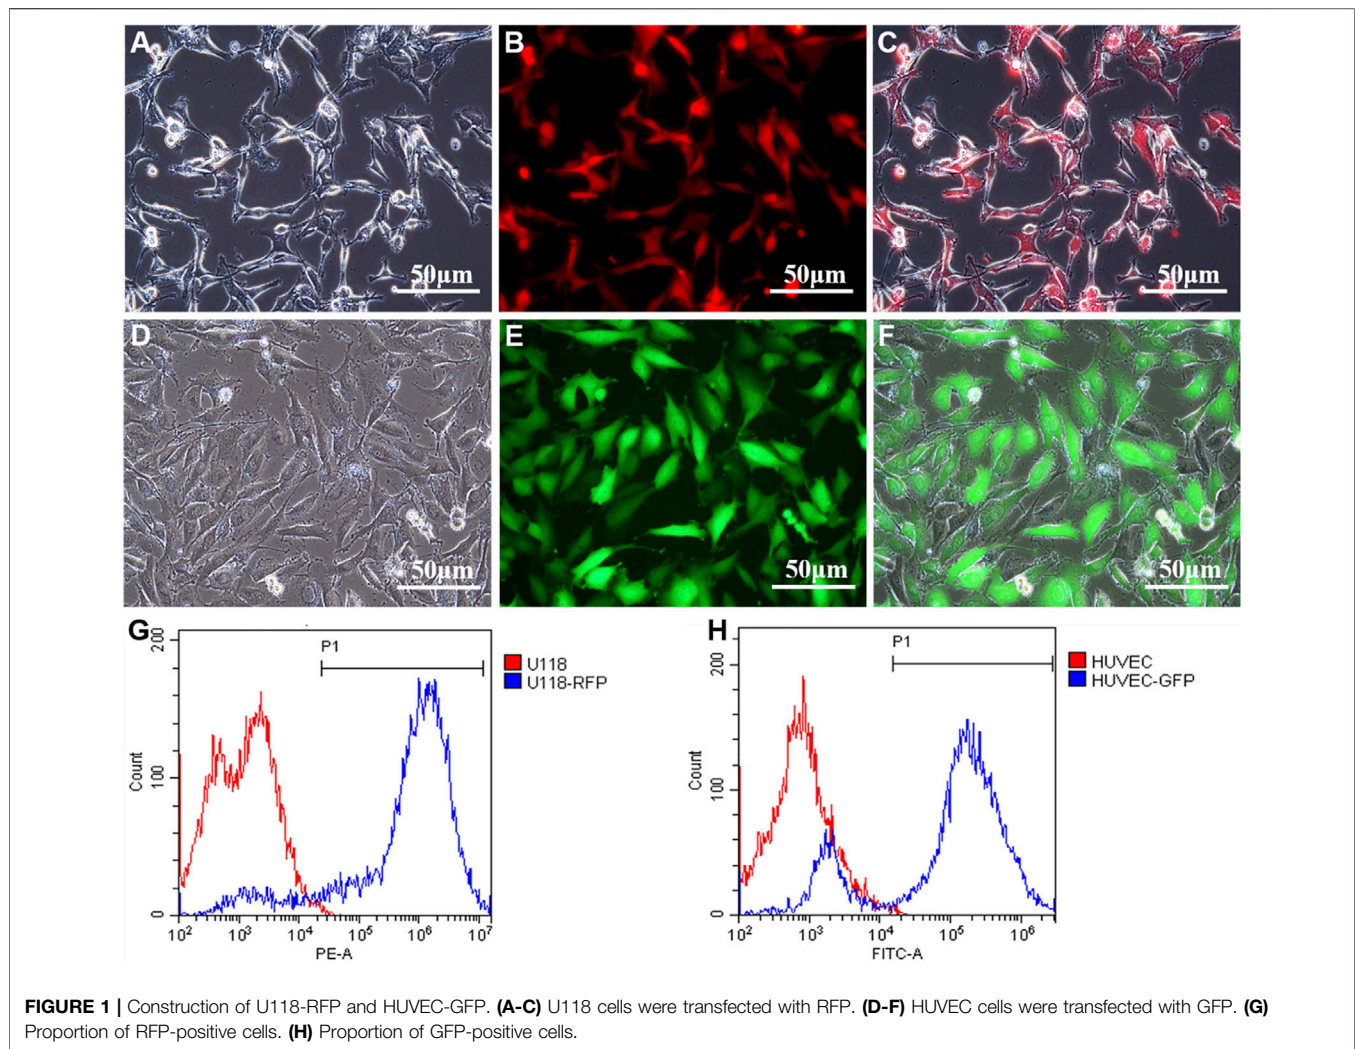 A
B
C
50μm
50μm
50μm
D
E
F
50μm
50μm
50μm
G
200
100
0
Count
P1
U118
U118-RFP
10² 10³ 10⁴ 10⁵ 10⁶ 10⁷
PE-A
H
200
100
0
Count
P1
HUVEC
HUVEC-GFP
10² 10³ 10⁴ 10⁵ 10⁶
FITC-A
FIGURE 1 | Construction of U118-RFP and HUVEC-GFP. (A-C) U118 cells were transfected with RFP. (D-F) HUVEC cells were transfected with GFP. (G)
Proportion of RFP-positive cells. (H) Proportion of GFP-positive cells.